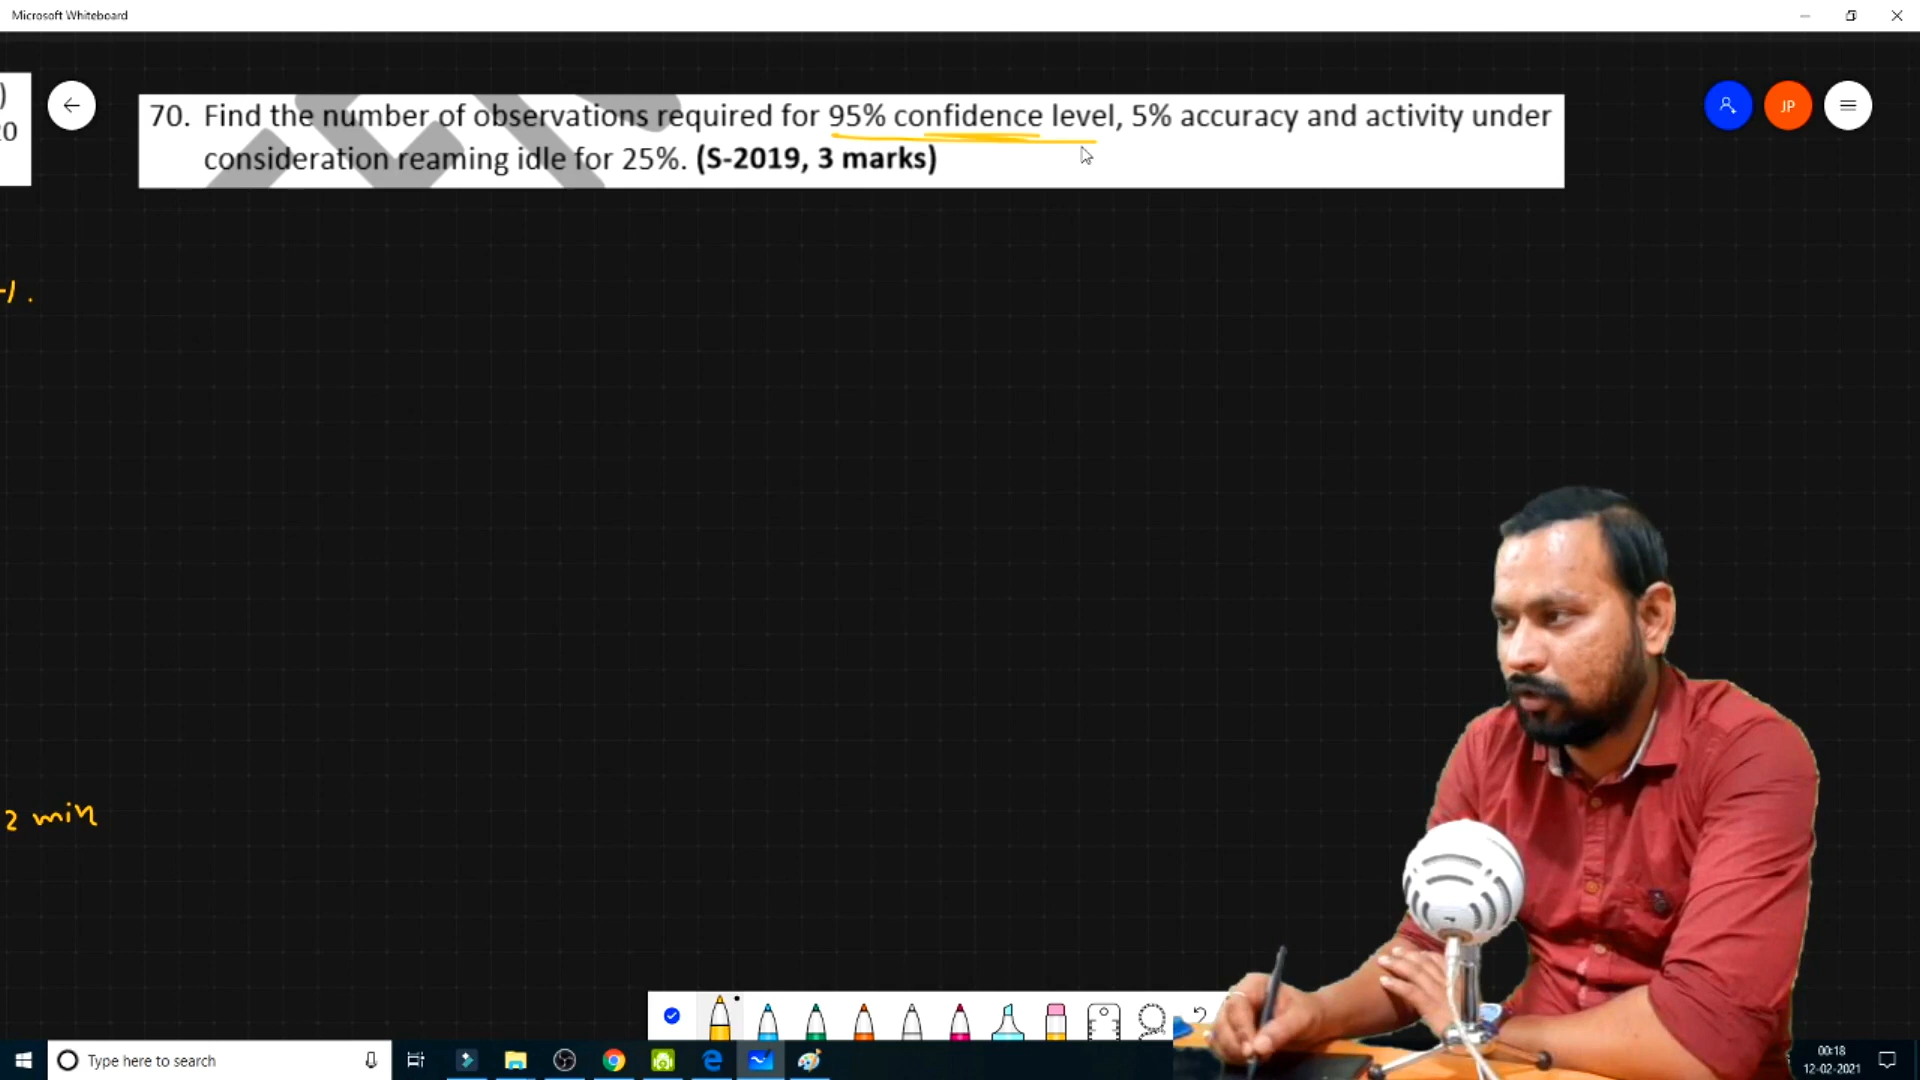 Microsoft Whiteboard
)
20
70. Find the number of observations required for 95% confidence level, 5% accuracy and activity under
consideration reaming idle for 25%. (S-2019, 3 marks)
JP
2 min
Type here to search
00:18
12-02-2021